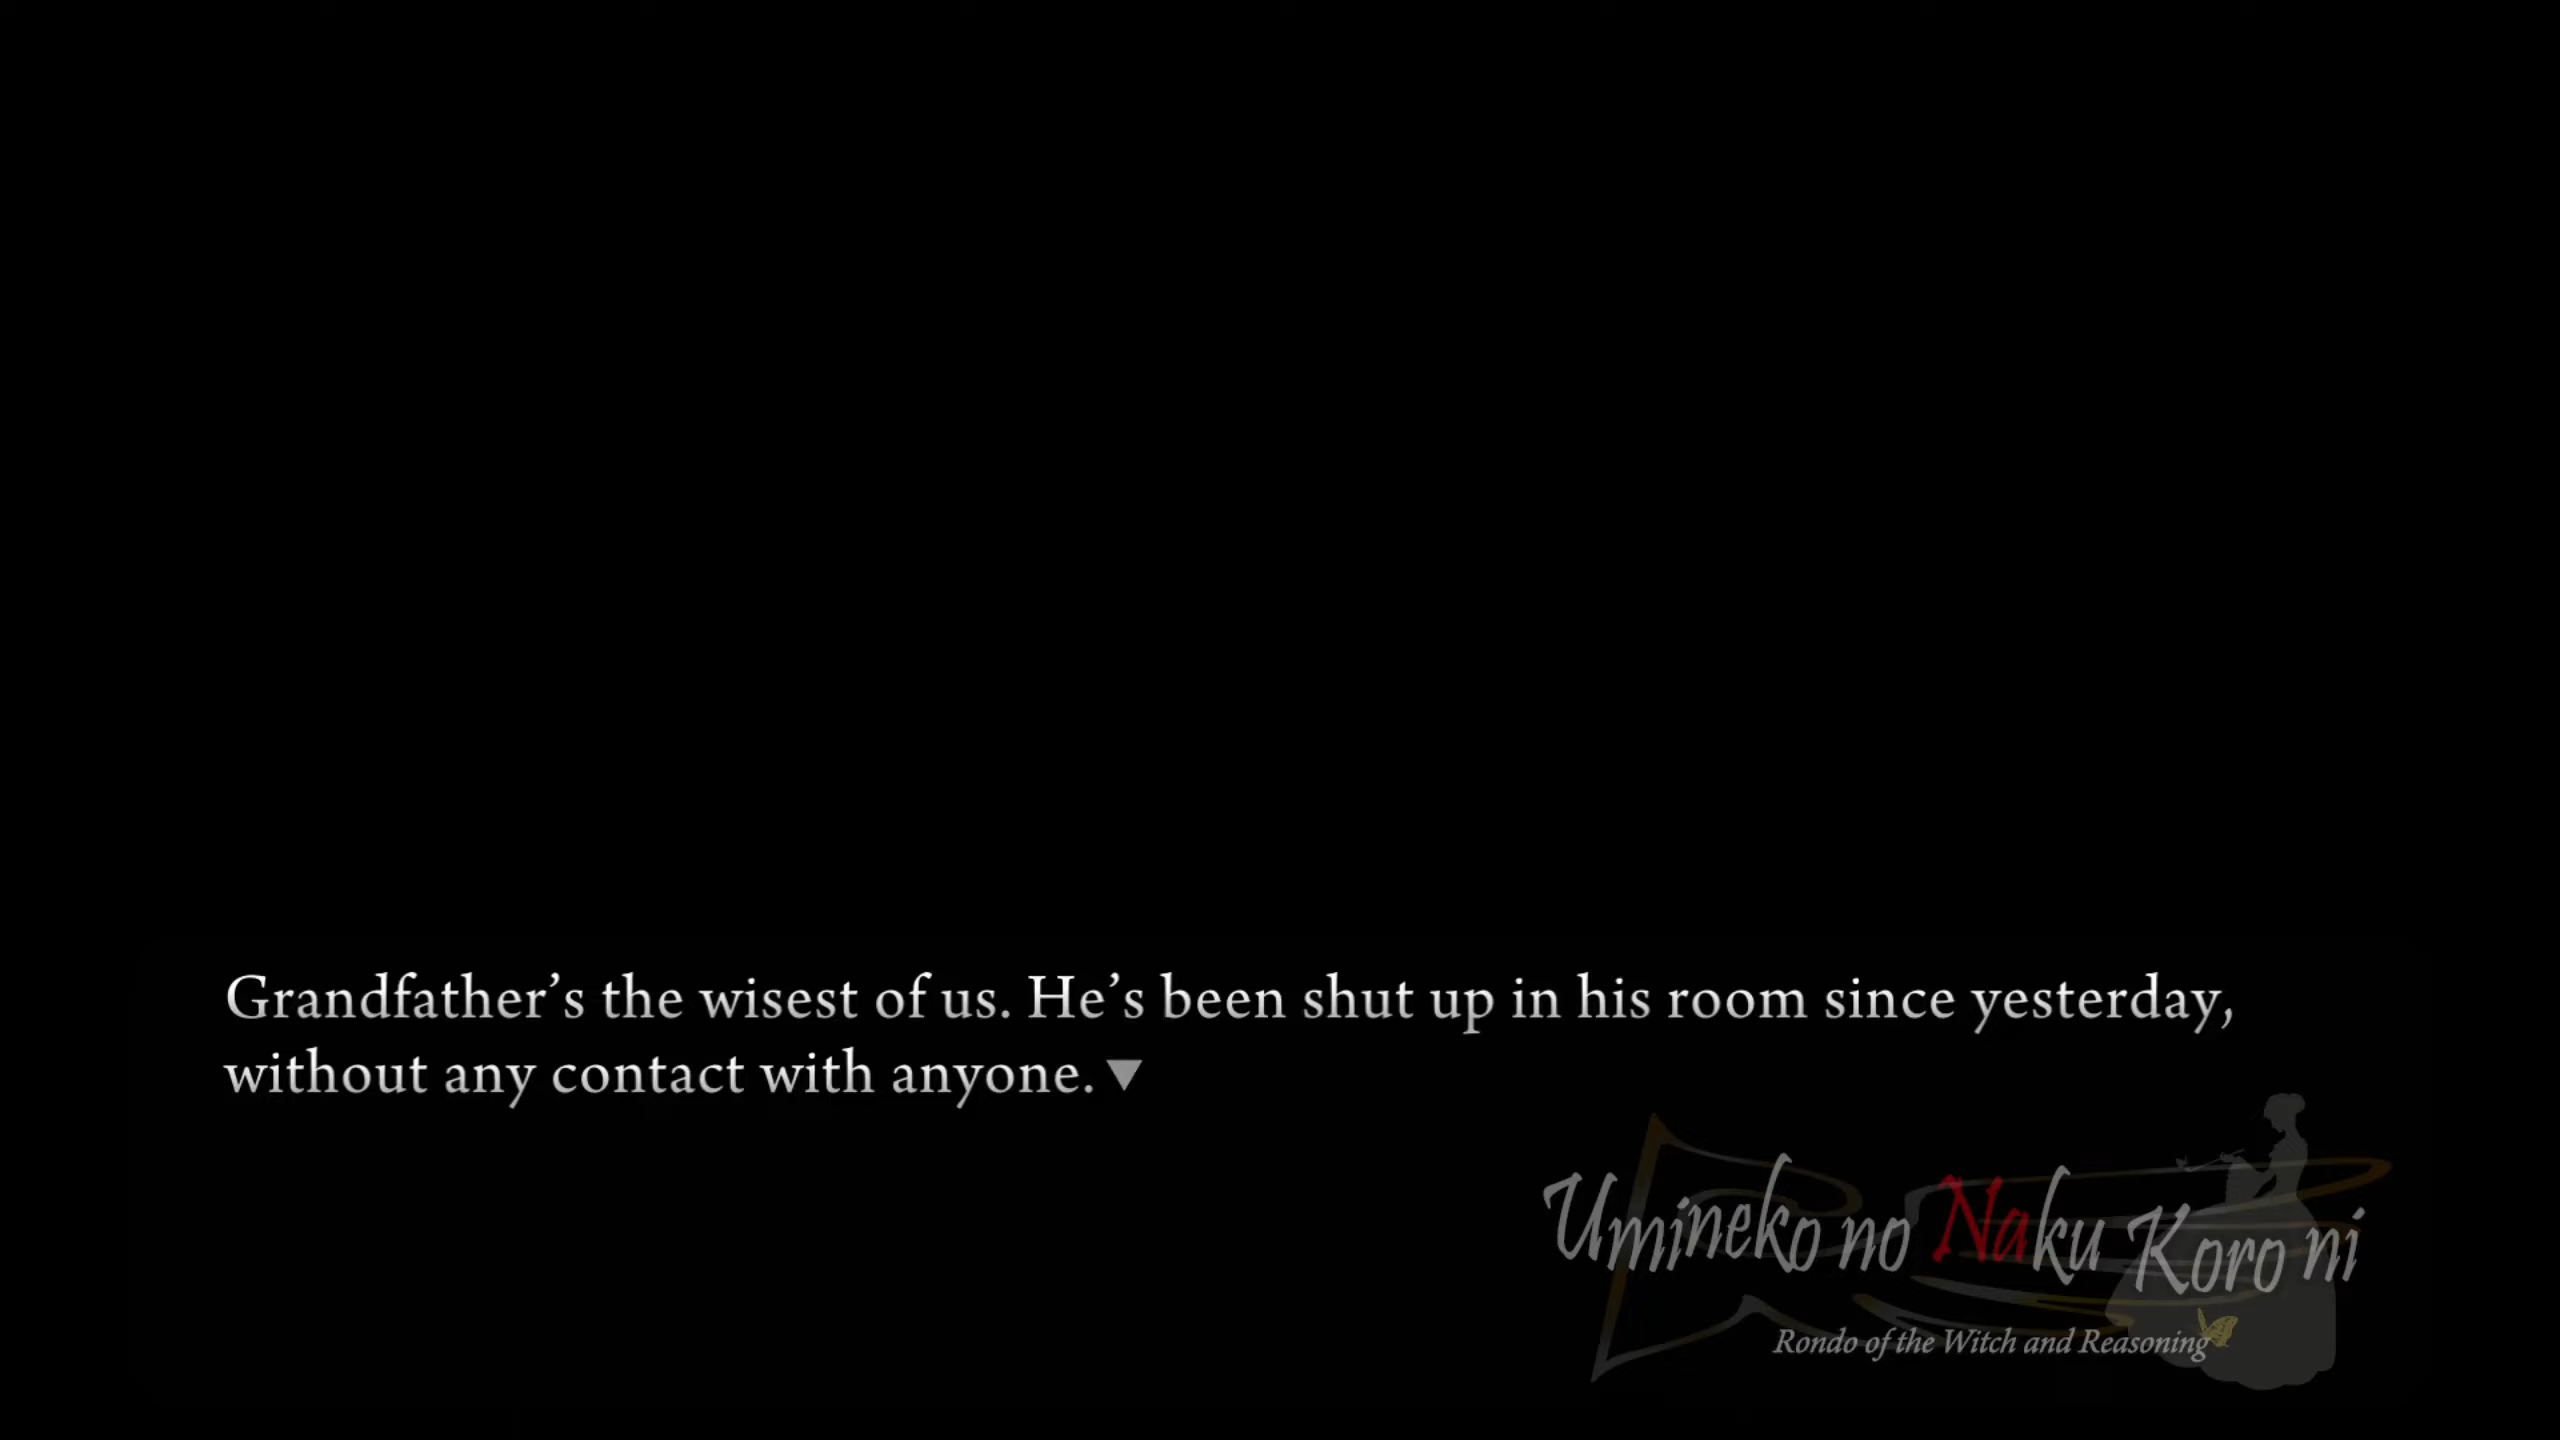 Grandfather’s the wisest of us. He’s been shut up in his room since yesterday,
without any contact with anyone.
Umineko no Naku Koro ni
Rondo of the Witch and Reasoning